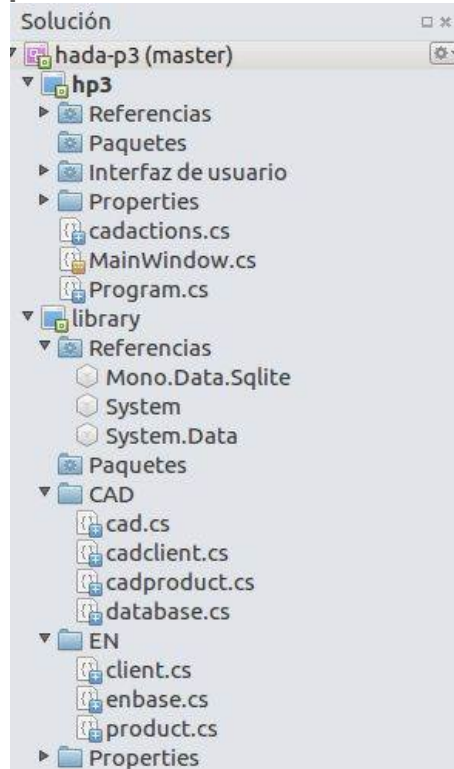 Solución
hada-p3 (master)
hp3
Referencias
Paquetes
Interfaz de usuario
Properties
cadactions.cs
MainWindow.cs
Program.cs
library
Referencias
Mono.Data.Sqlite
System
System.Data
Paquetes
CAD
cad.cs
cadclient.cs
cadproduct.cs
database.cs
EN
client.cs
enbase.cs
product.cs
Properties